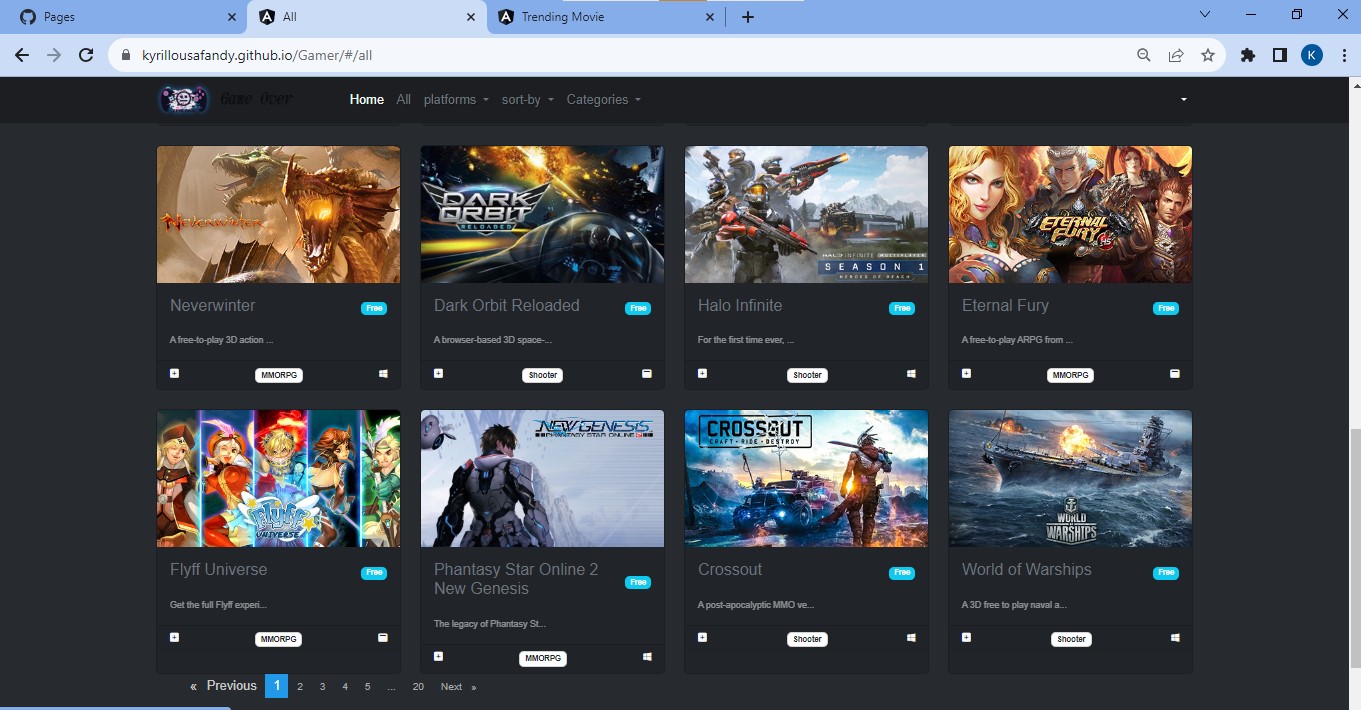 Pages
All
Trending Movie
kyrillousafandy.github.io/Gamer/#/all
K
Game Over
Home All platforms sort-by Categories
NEVERWINTER
DARK ORBIT RELOADED
HALO INFINITE MULTIPLAYER
SEASON 1
HEROES OF REACH
ETERNAL FURY
Neverwinter Free
Dark Orbit Reloaded Free
Halo Infinite Free
Eternal Fury Free
A free-to-play 3D action ...
A browser-based 3D space-...
For the first time ever, ...
A free-to-play ARPG from ...
MMORPG
Shooter
Shooter
MMORPG
Flyff UNIVERSE
NEW GENESIS
PHANTASY STAR ONLINE 2
CROSSOUT
CRAFT • RIDE • DESTROY
WORLD OF WARSHIPS
Flyff Universe Free
Phantasy Star Online 2
New Genesis Free
Crossout Free
World of Warships Free
Get the full Flyff experi...
The legacy of Phantasy St...
A post-apocalyptic MMO ve...
A 3D free to play naval a...
MMORPG
MMORPG
Shooter
Shooter
« Previous 1 2 3 4 5 ... 20 Next »